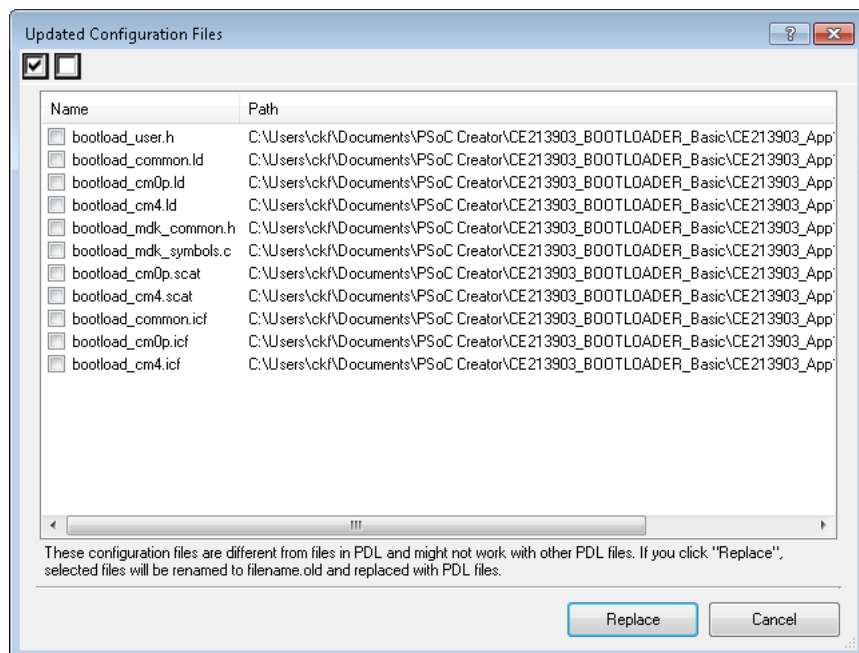 Updated Configuration Files
?
Name Path
bootload_user.h C:\Users\ckf\Documents\PSoC Creator\CE213903_BOOTLOADER_Basic\CE213903_App
bootload_common.ld C:\Users\ckf\Documents\PSoC Creator\CE213903_BOOTLOADER_Basic\CE213903_App
bootload_cm0p.ld C:\Users\ckf\Documents\PSoC Creator\CE213903_BOOTLOADER_Basic\CE213903_App
bootload_cm4.ld C:\Users\ckf\Documents\PSoC Creator\CE213903_BOOTLOADER_Basic\CE213903_App
bootload_mdk_common.h C:\Users\ckf\Documents\PSoC Creator\CE213903_BOOTLOADER_Basic\CE213903_App
bootload_mdk_symbols.c C:\Users\ckf\Documents\PSoC Creator\CE213903_BOOTLOADER_Basic\CE213903_App
bootload_cm0p.scat C:\Users\ckf\Documents\PSoC Creator\CE213903_BOOTLOADER_Basic\CE213903_App
bootload_cm4.scat C:\Users\ckf\Documents\PSoC Creator\CE213903_BOOTLOADER_Basic\CE213903_App
bootload_common.icf C:\Users\ckf\Documents\PSoC Creator\CE213903_BOOTLOADER_Basic\CE213903_App
bootload_cm0p.icf C:\Users\ckf\Documents\PSoC Creator\CE213903_BOOTLOADER_Basic\CE213903_App
bootload_cm4.icf C:\Users\ckf\Documents\PSoC Creator\CE213903_BOOTLOADER_Basic\CE213903_App
These configuration files are different from files in PDL and might not work with other PDL files. If you click "Replace",
selected files will be renamed to filename.old and replaced with PDL files.
Replace Cancel